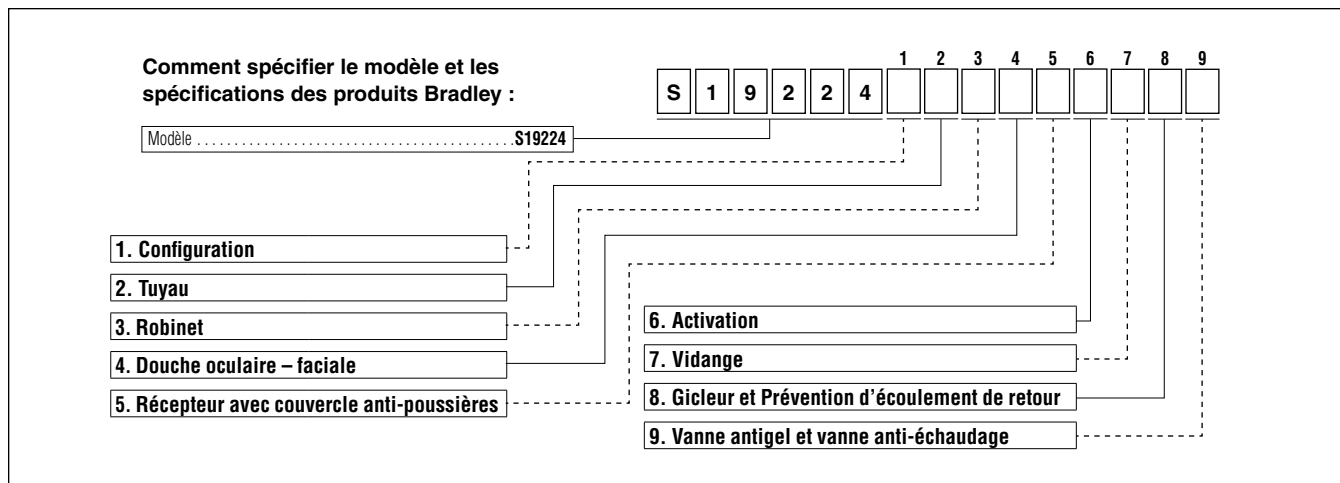 Comment spécifier le modèle et les
spécifications des produits Bradley :
1 2 3 4 5 6 7 8 9
S 1 9 2 2 4
Modèle . . . . . . . . . . . . . . . . . . . . . . . . . . . . . . . . . . . . . . . . . . .S19224
1. Configuration
2. Tuyau
3. Robinet
4. Douche oculaire – faciale
5. Récepteur avec couvercle anti-poussières
6. Activation
7. Vidange
8. Gicleur et Prévention d'écoulement de retour
9. Vanne antigel et vanne anti-échaudage